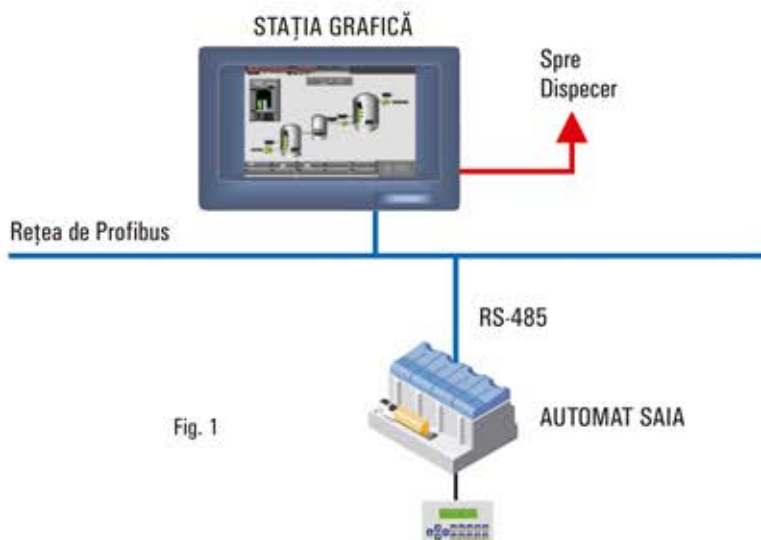 STAȚIA GRAFICĂ
Spre
Dispecer
Rețea de Profibus
RS-485
AUTOMAT SAIA
Fig. 1